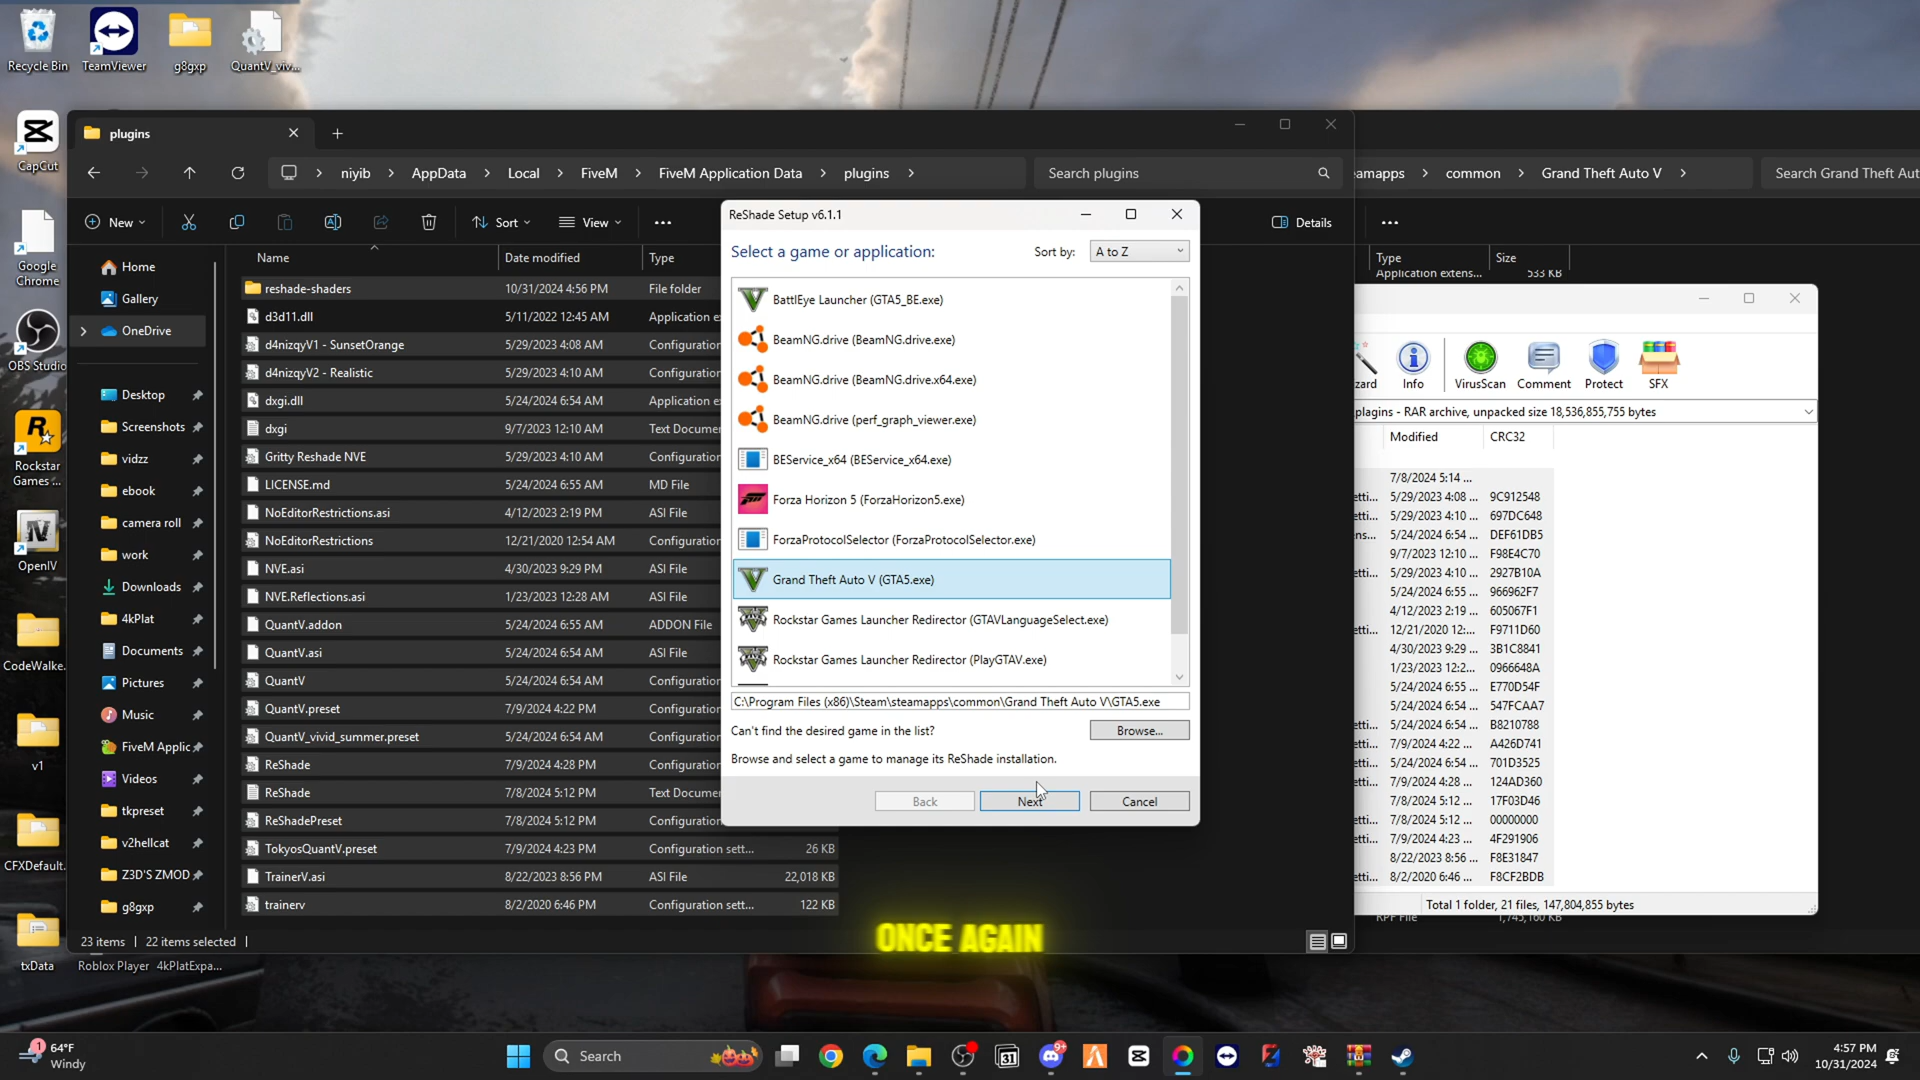 Recycle Bin
TeamViewer
g8gxp
QuantV_viv...
CapCut
Google
Chrome
OBS Studio
Rockstar
Games ...
OpenIV
CodeWalke...
v1
CFXDefault...
txData
Roblox Player
4kPlatExpa...
plugins
niyib
AppData
Local
FiveM
FiveM Application Data
plugins
Search plugins
New
Sort
View
Details
Home
Gallery
OneDrive
Desktop
Screenshots
vidzz
ebook
camera roll
work
Downloads
4kPlat
Documents
Pictures
Music
FiveM Applic
Videos
tkpreset
v2hellcat
Z3D'S ZMOD
g8gxp
Name
Date modified
Type
reshade-shaders 10/31/2024 4:56 PM File folder
d3d11.dll 5/11/2022 12:45 AM Application e
d4nizqyV1 - SunsetOrange 5/29/2023 4:08 AM Configuration
d4nizqyV2 - Realistic 5/29/2023 4:10 AM Configuration
dxgi.dll 5/24/2024 6:54 AM Application e
dxgi 9/7/2023 12:10 AM Text Docume
Gritty Reshade NVE 5/29/2023 4:10 AM Configuration
LICENSE.md 5/24/2024 6:55 AM MD File
NoEditorRestrictions.asi 4/12/2023 2:19 PM ASI File
NoEditorRestrictions 12/21/2020 12:54 AM Configuration
NVE.asi 4/30/2023 9:29 PM ASI File
NVE.Reflections.asi 1/23/2023 12:28 AM ASI File
QuantV.addon 5/24/2024 6:55 AM ADDON File
QuantV.asi 5/24/2024 6:54 AM ASI File
QuantV 5/24/2024 6:54 AM Configuration
QuantV.preset 7/9/2024 4:22 PM Configuration
QuantV_vivid_summer.preset 5/24/2024 6:54 AM Configuration
ReShade 7/9/2024 4:28 PM Configuration
ReShade 7/8/2024 5:12 PM Text Docume
ReShadePreset 7/8/2024 5:12 PM Configuration
TokyosQuantV.preset 7/9/2024 4:23 PM Configuration sett... 26 KB
TrainerV.asi 8/22/2023 8:56 PM ASI File 22,018 KB
trainerv 8/2/2020 6:46 PM Configuration sett... 122 KB
23 items
22 items selected
ReShade Setup v6.1.1
Select a game or application:
Sort by:
A to Z
BattlEye Launcher (GTA5_BE.exe)
BeamNG.drive (BeamNG.drive.exe)
BeamNG.drive (BeamNG.drive.x64.exe)
BeamNG.drive (perf_graph_viewer.exe)
BEService_x64 (BEService_x64.exe)
Forza Horizon 5 (ForzaHorizon5.exe)
ForzaProtocolSelector (ForzaProtocolSelector.exe)
Grand Theft Auto V (GTA5.exe)
Rockstar Games Launcher Redirector (GTAVLanguageSelect.exe)
Rockstar Games Launcher Redirector (PlayGTAV.exe)
C:\Program Files (x86)\Steam\steamapps\common\Grand Theft Auto V\GTA5.exe
Can't find the desired game in the list?
Browse...
Browse and select a game to manage its ReShade installation.
Back
Next
Cancel
eamapps
common
Grand Theft Auto V
Search Grand Theft Aut
Type
Size
Application extens... 533 KB
zard
Info
VirusScan
Comment
Protect
SFX
plagins - RAR archive, unpacked size 18,536,855,755 bytes
Modified
CRC32
7/8/2024 5:14 ...
etti... 5/29/2023 4:08 ... 9C912548
etti... 5/29/2023 4:10 ... 697DC648
ens... 5/24/2024 6:54 ... DEF61DB5
9/7/2023 12:10 ... F98E4C70
etti... 5/29/2023 4:10 ... 2927B10A
5/24/2024 6:55 ... 966962F7
4/12/2023 2:19 ... 605067F1
etti... 12/21/2020 12:... F9711D60
4/30/2023 9:29 ... 3B1C8841
1/23/2023 12:2... 0966648A
5/24/2024 6:55 ... E770D54F
5/24/2024 6:54 ... 547FCAA7
etti... 5/24/2024 6:54 ... B8210788
etti... 7/9/2024 4:22 ... A426D741
etti... 5/24/2024 6:54 ... 701D3525
etti... 7/9/2024 4:28 ... 124AD360
7/8/2024 5:12 ... 17F03D46
etti... 7/8/2024 5:12 ... 00000000
etti... 7/9/2024 4:23 ... 4F291906
8/22/2023 8:56 ... F8E31847
etti... 8/2/2020 6:46 ... F8CF2BDB
Total 1 folder, 21 files, 147,804,855 bytes
RPF File 1,745,160 KB
ONCE AGAIN
1
64°F
Windy
Search
31
9+
4:57 PM
10/31/2024